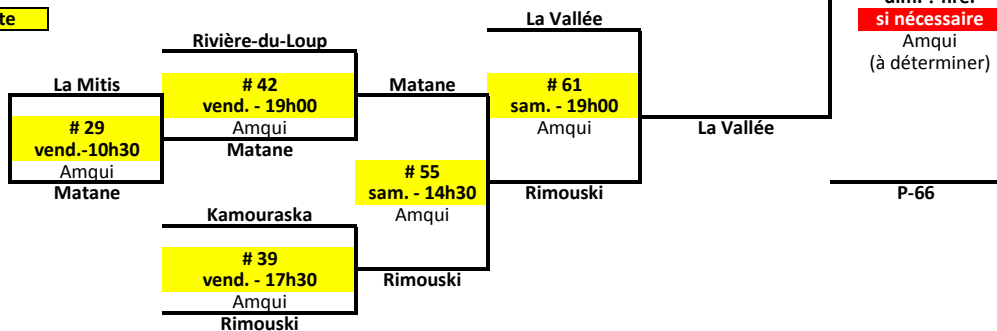 La Vallée
si nécessaire
Amqui
(à déterminer)
Rivière-du-Loup
La Mitis
# 42
vend. - 19h00
Amqui
Matane
Matane
# 61
sam. - 19h00
Amqui
# 29
vend.-10h30
Amqui
Matane
La Vallée
# 55
sam. - 14h30
Amqui
Rimouski
P-66
Kamouraska
# 39
vend. - 17h30
Amqui
Rimouski
Rimouski